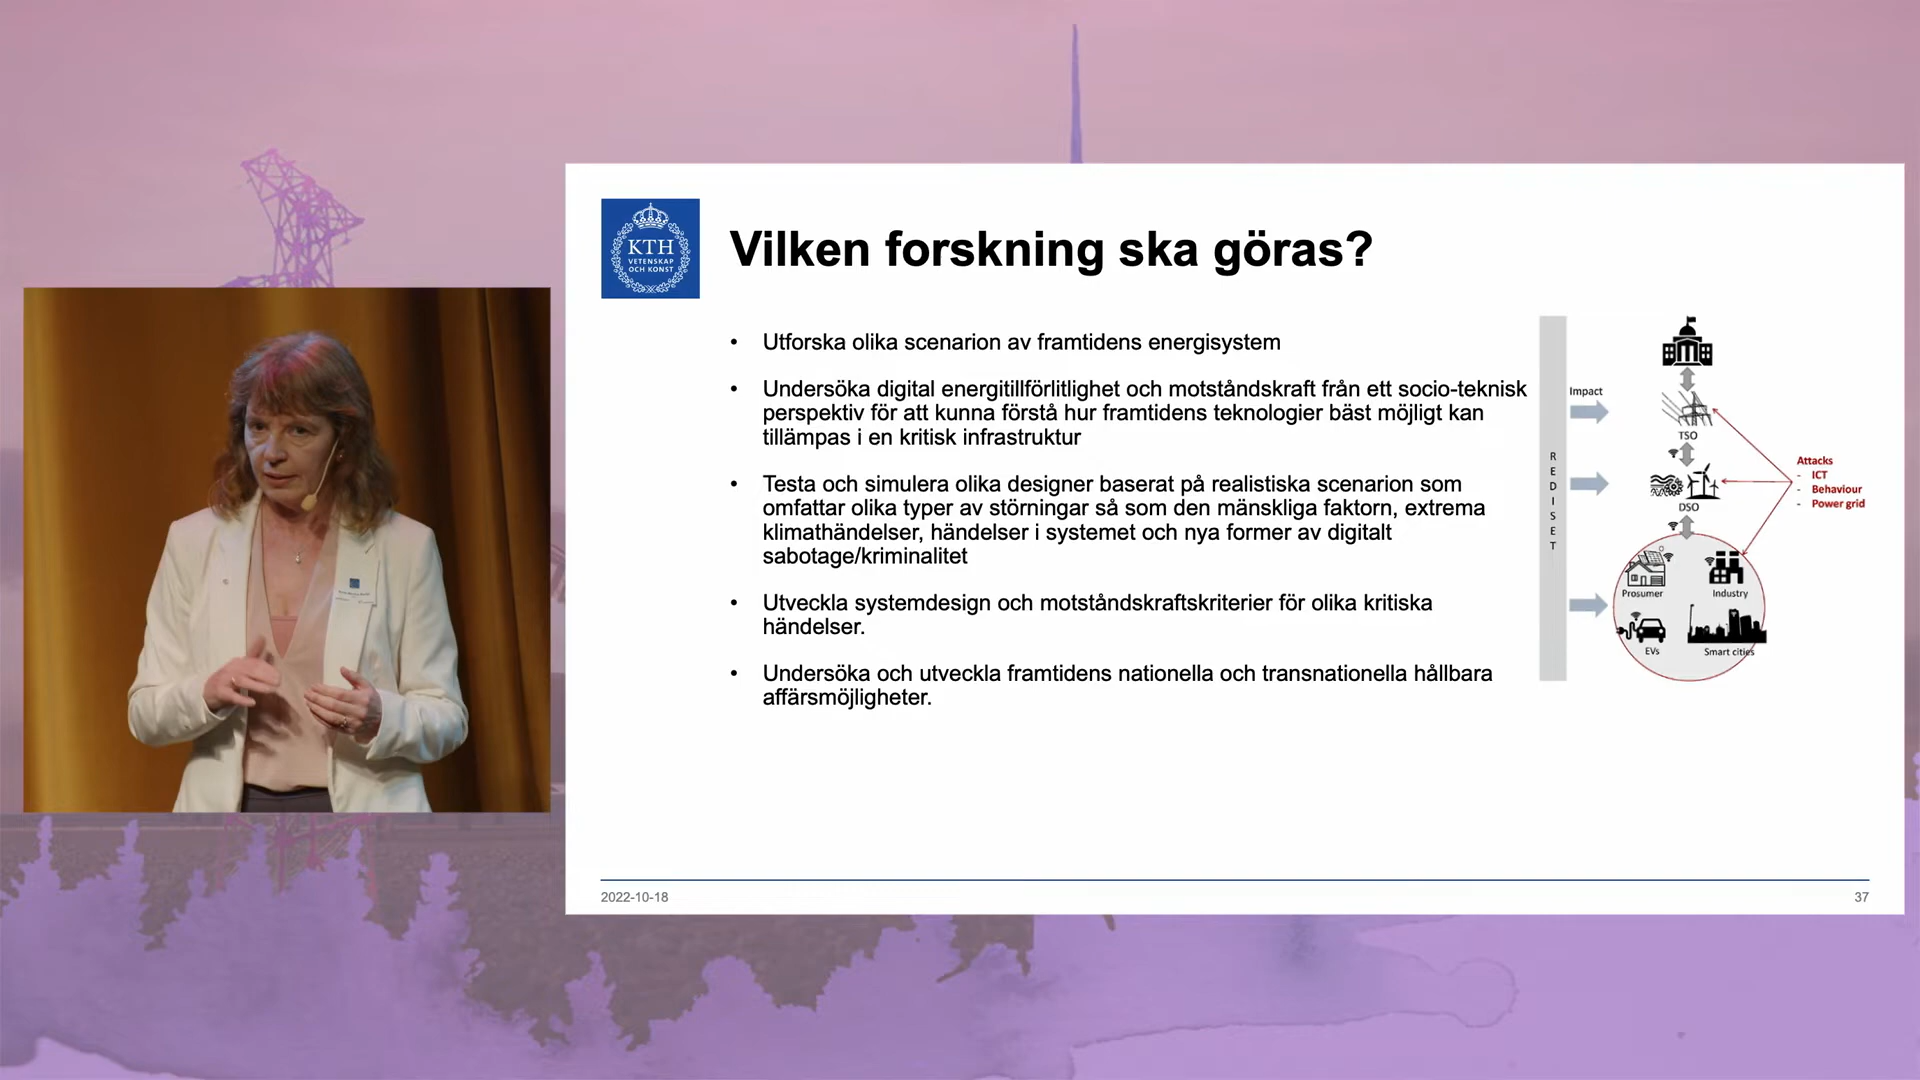 KTH
VETENSKAP
OCH KONST
Vilken forskning ska göras?
• Utforska olika scenarion av framtidens energisystem
• Undersöka digital energitillförlitlighet och motståndskraft från ett socio-teknisk
perspektiv för att kunna förstå hur framtidens teknologier bäst möjligt kan
tillämpas i en kritisk infrastruktur
• Testa och simulera olika designer baserat på realistiska scenarion som
omfattar olika typer av störningar så som den mänskliga faktorn, extrema
klimathändelser, händelser i systemet och nya former av digitalt
sabotage/kriminalitet
• Utveckla systemdesign och motståndskraftskriterier för olika kritiska
händelser.
• Undersöka och utveckla framtidens nationella och transnationella hållbara
affärsmöjligheter.
REDISET
Impact
TSO
DSO
Attacks
- ICT
- Behaviour
- Power grid
Prosumer
Industry
EVs
Smart cities
2022-10-18
37